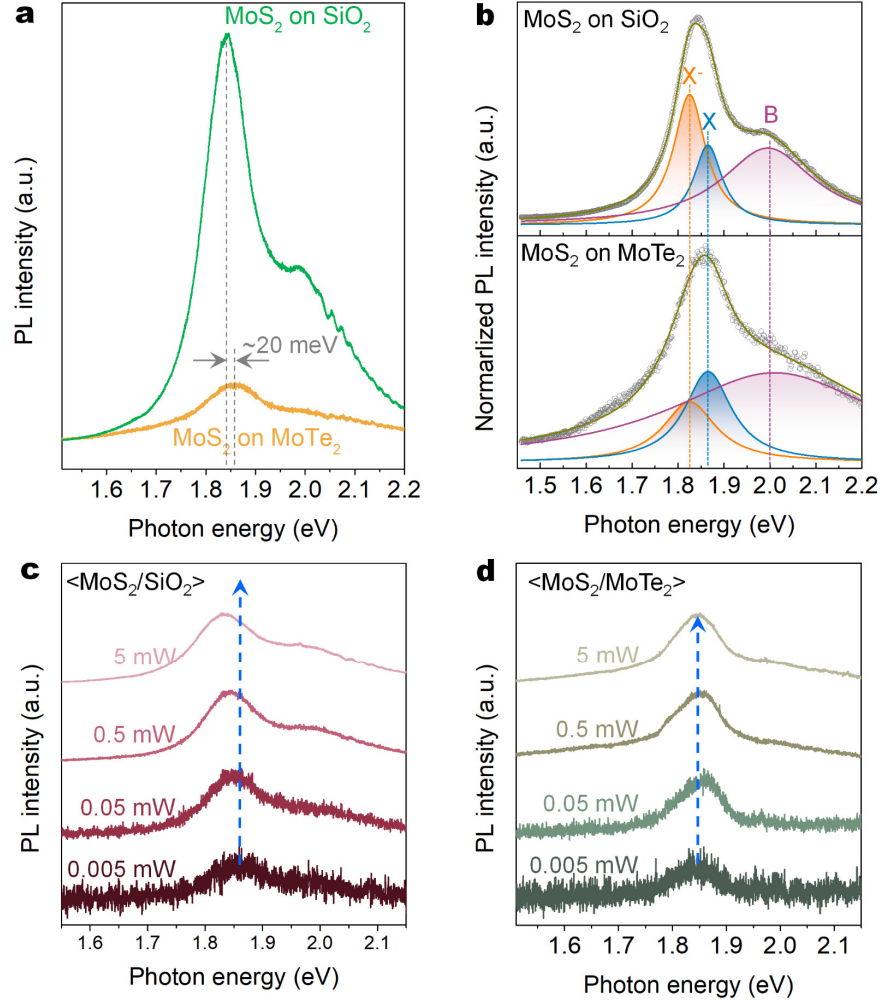 a
MoS₂ on SiO₂
~20 meV
MoS₂ on MoTe₂
PL intensity (a.u.)
1.6 1.7 1.8 1.9 2.0 2.1 2.2
Photon energy (eV)
b
MoS₂ on SiO₂
X⁻
X
B
MoS₂ on MoTe₂
Normarlized PL intensity (a.u.)
1.5 1.6 1.7 1.8 1.9 2.0 2.1 2.2
Photon energy (eV)
c
<MoS₂/SiO₂>
5 mW
0.5 mW
0.05 mW
0.005 mW
PL intensity (a.u.)
1.6 1.7 1.8 1.9 2.0 2.1
Photon energy (eV)
d
<MoS₂/MoTe₂>
5 mW
0.5 mW
0.05 mW
0.005 mW
PL intensity (a.u.)
1.6 1.7 1.8 1.9 2.0 2.1
Photon energy (eV)